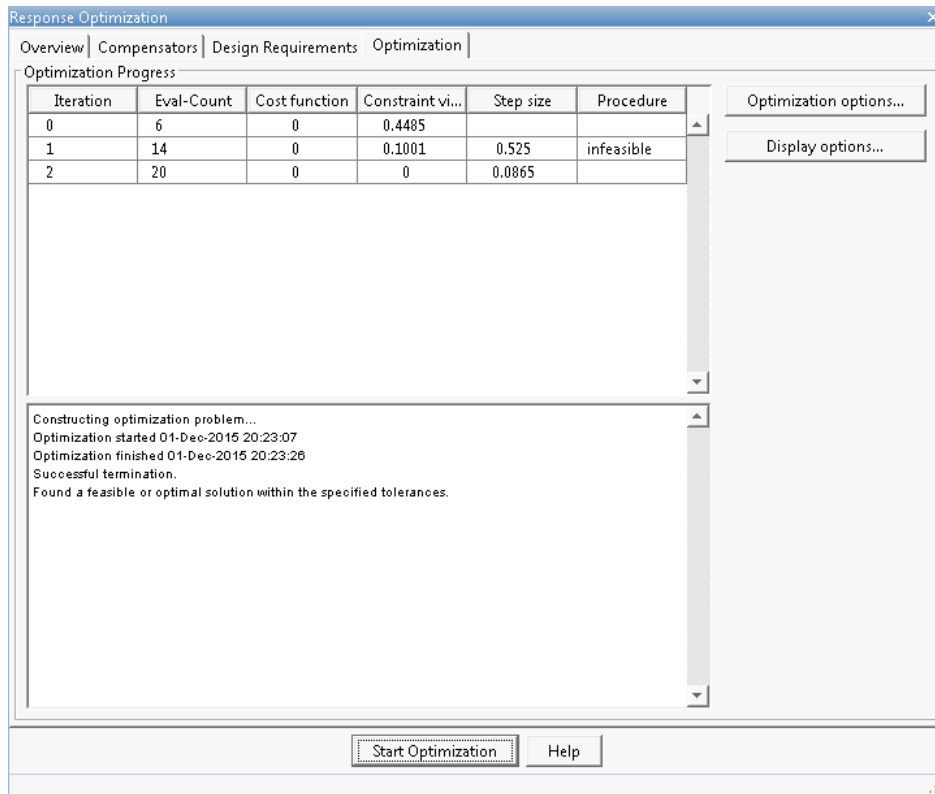 Response Optimization
Overview Compensators Design Requirements Optimization
Optimization Progress
Iteration Eval-Count Cost function Constraint vi... Step size Procedure
0 6 0 0.4485
1 14 0 0.1001 0.525 infeasible
2 20 0 0 0.0865
Optimization options...
Display options...
Constructing optimization problem...
Optimization started 01-Dec-2015 20:23:07
Optimization finished 01-Dec-2015 20:23:26
Successful termination.
Found a feasible or optimal solution within the specified tolerances.
Start Optimization Help